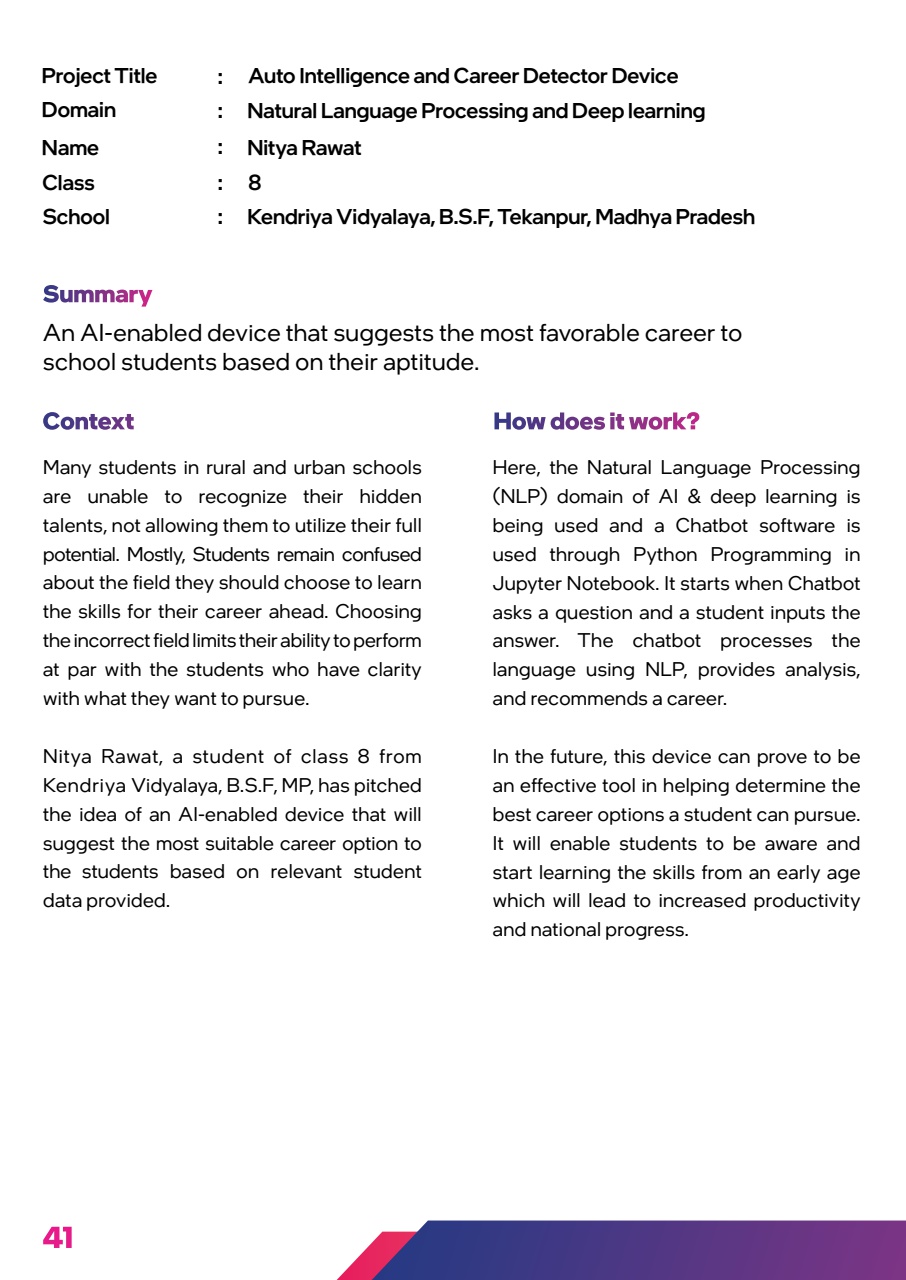 Project Title : Auto Intelligence and Career Detector Device
Domain : Natural Language Processing and Deep learning
Name : Nitya Rawat
Class : 8
School : Kendriya Vidyalaya, B.S.F, Tekanpur, Madhya Pradesh
Summary
An AI-enabled device that suggests the most favorable career to
school students based on their aptitude.
Context
Many students in rural and urban schools
are unable to recognize their hidden
talents, not allowing them to utilize their full
potential. Mostly, Students remain confused
about the field they should choose to learn
the skills for their career ahead. Choosing
the incorrect field limits their ability to perform
at par with the students who have clarity
with what they want to pursue.
Nitya Rawat, a student of class 8 from
Kendriya Vidyalaya, B.S.F, MP, has pitched
the idea of an AI-enabled device that will
suggest the most suitable career option to
the students based on relevant student
data provided.
How does it work?
Here, the Natural Language Processing
(NLP) domain of AI & deep learning is
being used and a Chatbot software is
used through Python Programming in
Jupyter Notebook. It starts when Chatbot
asks a question and a student inputs the
answer. The chatbot processes the
language using NLP, provides analysis,
and recommends a career.
In the future, this device can prove to be
an effective tool in helping determine the
best career options a student can pursue.
It will enable students to be aware and
start learning the skills from an early age
which will lead to increased productivity
and national progress.
41